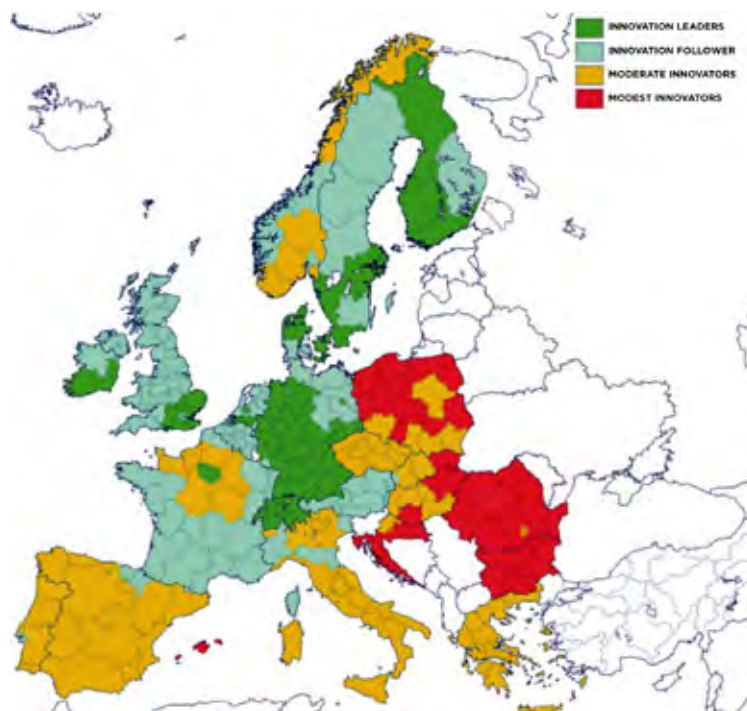 INNOVATION LEADERS
INNOVATION FOLLOWER
MODERATE INNOVATORS
MODEST INNOVATORS